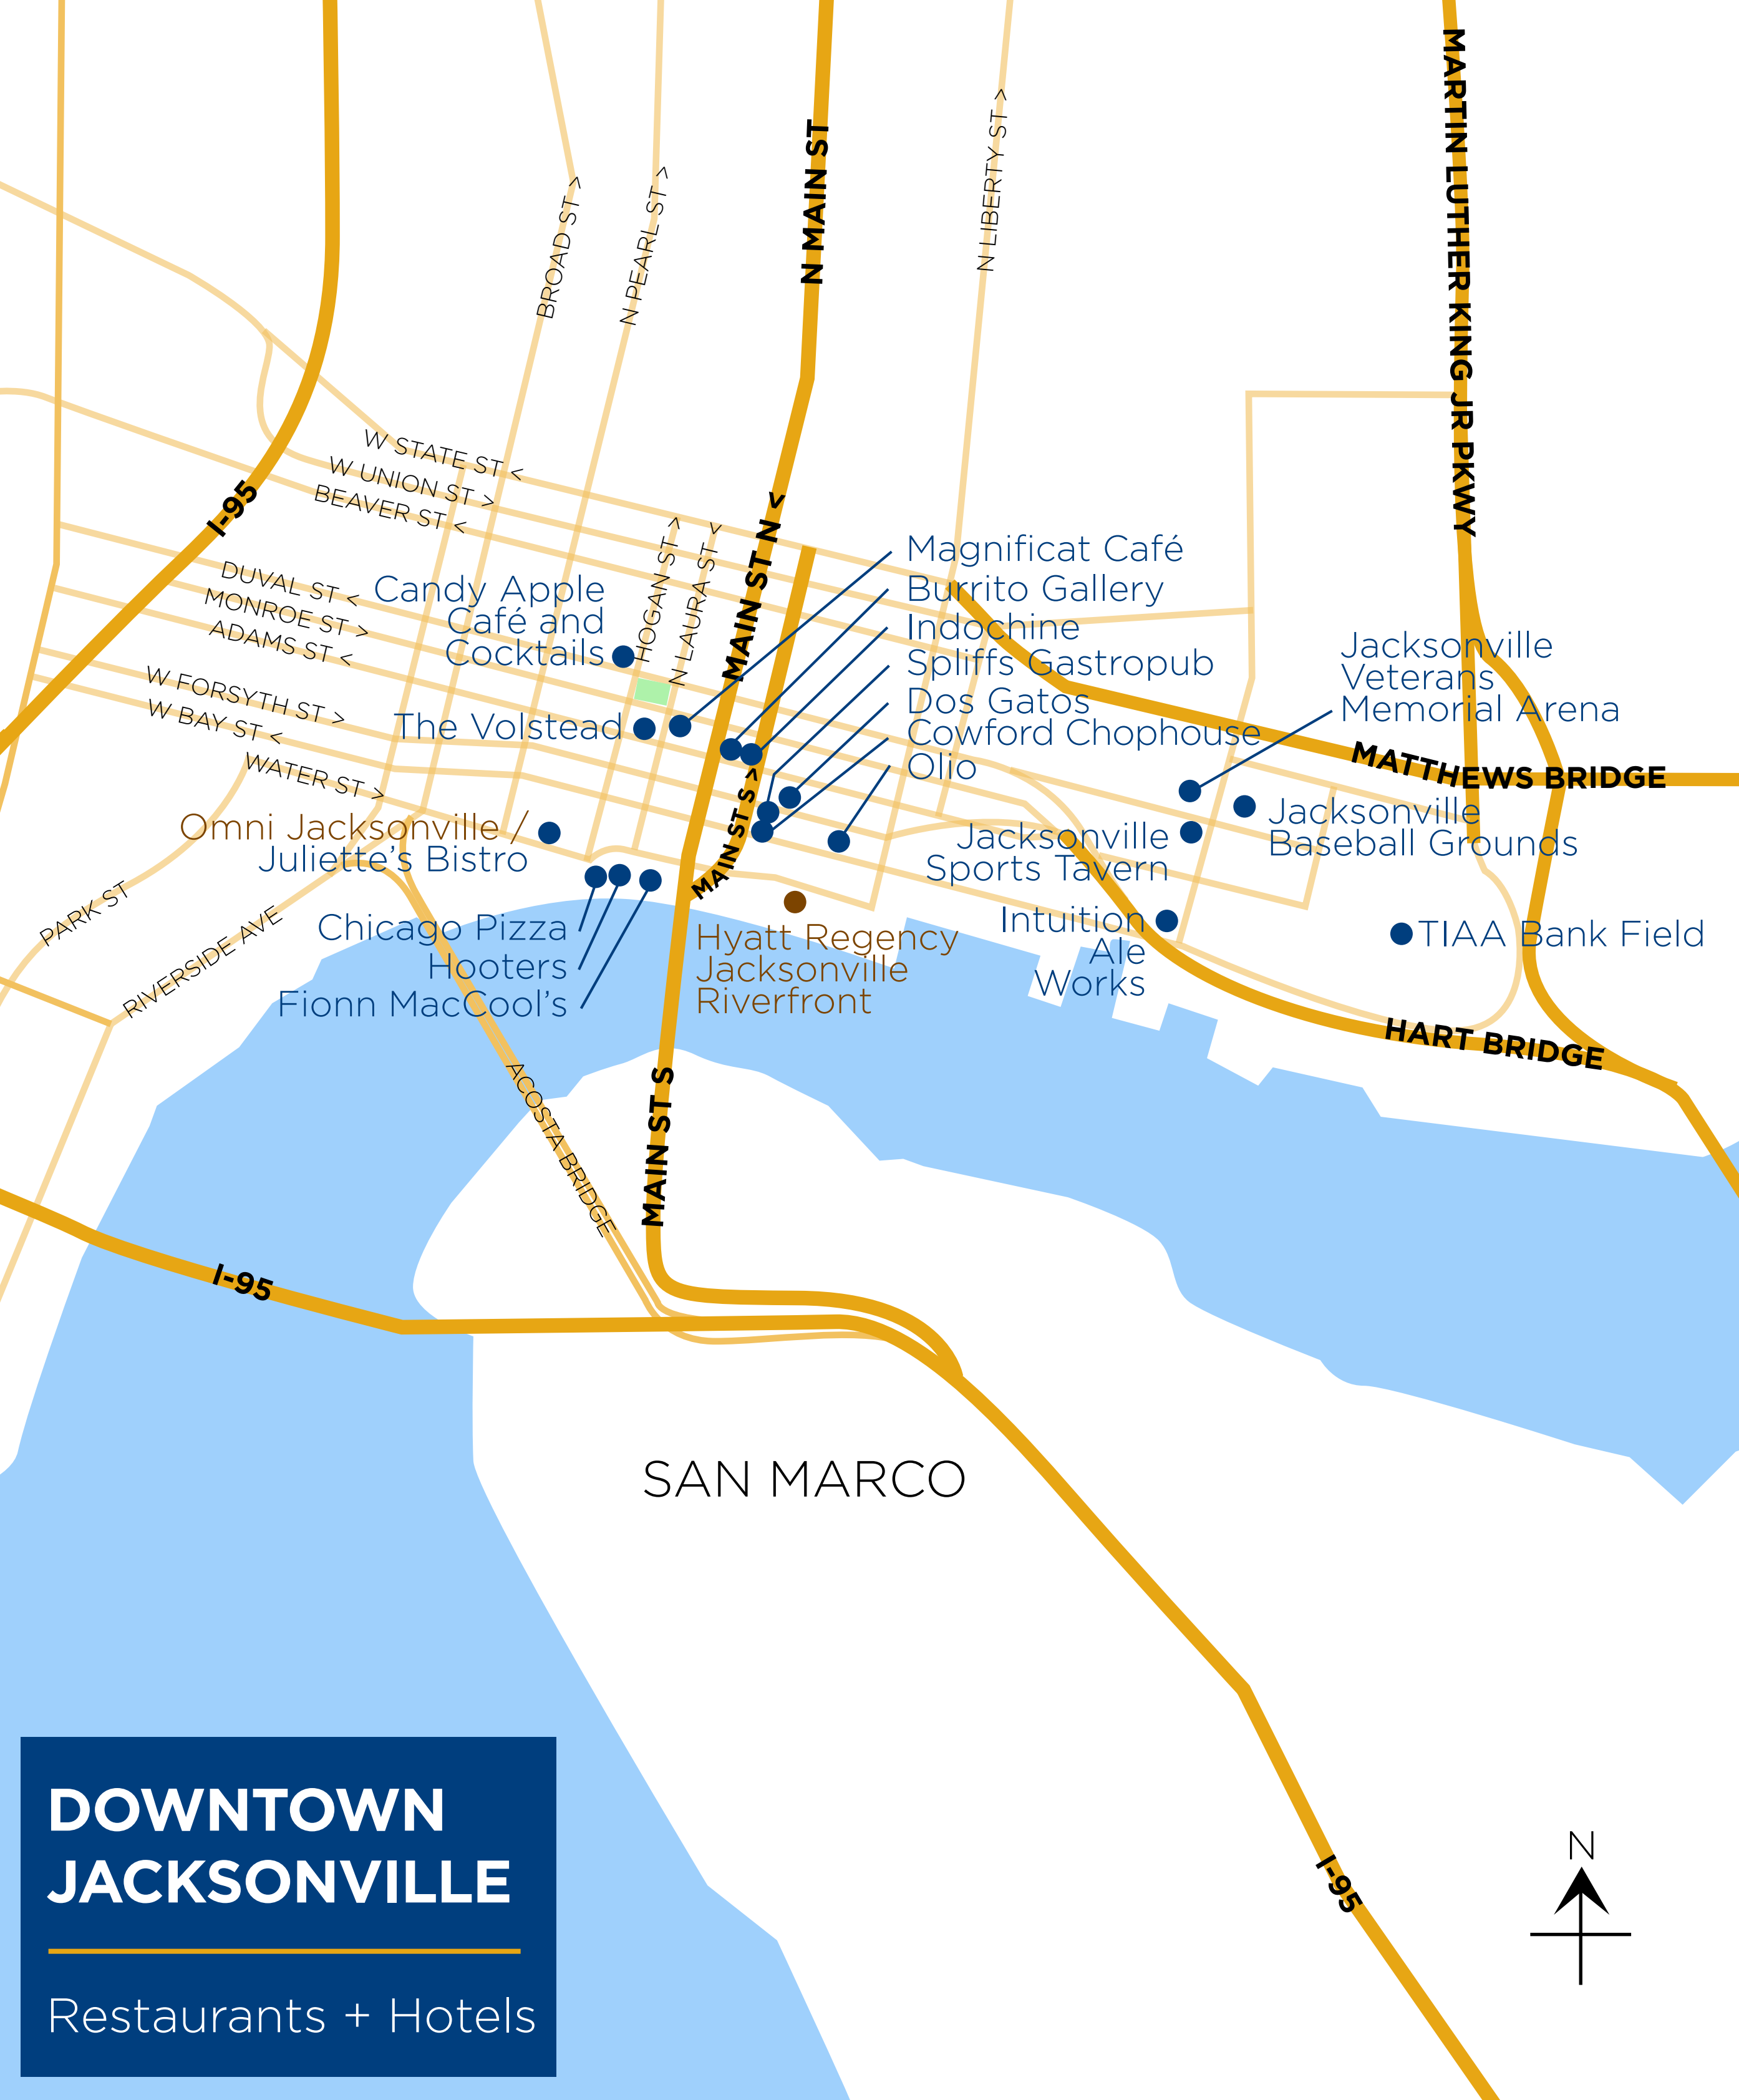 MARTIN LUTHER KING JR PKWY
N MAIN ST
N LIBERTY ST >
BROAD ST >
N PEARL ST >
W STATE ST <
W UNION ST >
BEAVER ST <
I-95
HOGAN ST >
N LAURA ST <
MAIN ST N <
DUVAL ST <
MONROE ST >
ADAMS ST <
W FORSYTH ST >
W BAY ST <
WATER ST >
Candy Apple
Café and
Cocktails
The Volstead
Magnificat Café
Burrito Gallery
Indochine
Spliffs Gastropub
Dos Gatos
Cowford Chophouse
Olio
Jacksonville
Veterans
Memorial Arena
MATTHEWS BRIDGE
Jacksonville
Baseball Grounds
Jacksonville
Sports Tavern
Intuition
Ale
Works
TIAA Bank Field
HART BRIDGE
MAIN ST S >
Omni Jacksonville /
Juliette's Bistro
PARK ST
RIVERSIDE AVE
Chicago Pizza
Hooters
Fionn MacCool's
Hyatt Regency
Jacksonville
Riverfront
ACOSTA BRIDGE
MAIN ST S
I-95
SAN MARCO
I-95
N
DOWNTOWN
JACKSONVILLE
Restaurants + Hotels